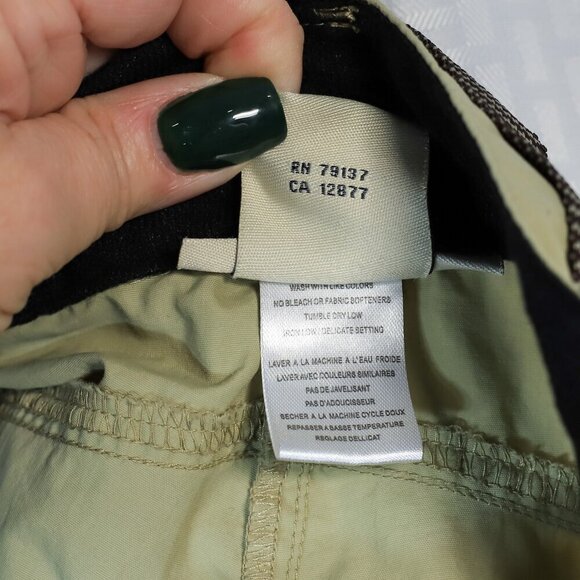 RN 79137
CA 12877
WASH WITH LIKE COLORS
NO BLEACH OR FABRIC SOFTENERS
TUMBLE DRY LOW
IRON LOW / DELICATE SETTING
LAVER A LA MACHINE A L'EAU FROIDE
LAVER AVEC COULEURS SIMILAIRES
PAS DE JAVELISANT
PAS D'ADOUCISSEUR
SECHER A LA MACHINE CYCLE DOUX
REPASSER A BASSE TEMPERATURE
REGLAGE DELLICAT